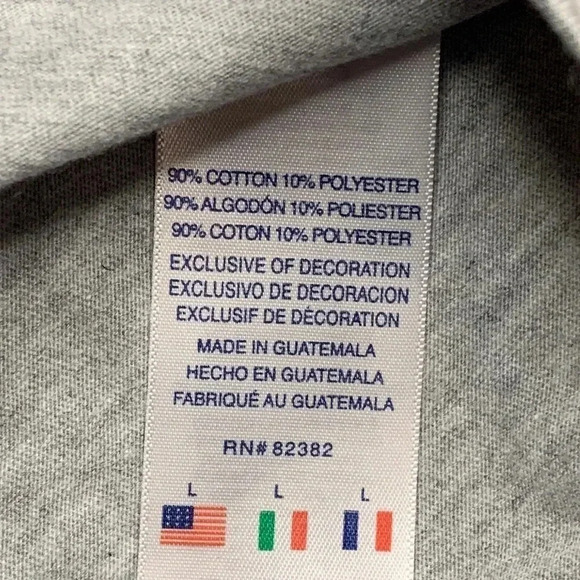 90% COTTON 10% POLYESTER
90% ALGODÓN 10% POLIESTER
90% COTON 10% POLYESTER
EXCLUSIVE OF DECORATION
EXCLUSIVO DE DECORACION
EXCLUSIF DE DÉCORATION
MADE IN GUATEMALA
HECHO EN GUATEMALA
FABRIQUÉ AU GUATEMALA
RN# 82382
L L L